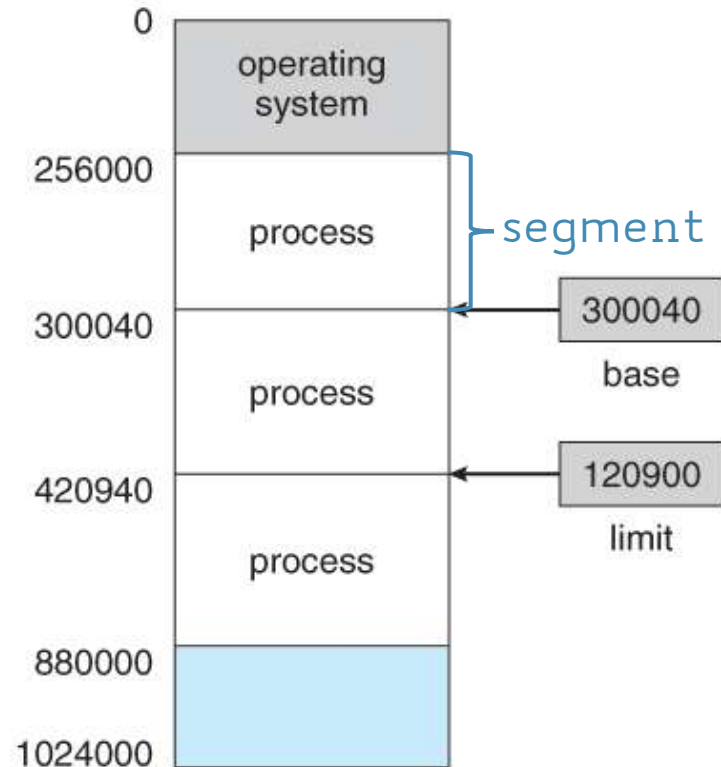 0
operating
system
256000
process
segment
300040
300040
base
process
420940
120900
limit
process
880000
1024000